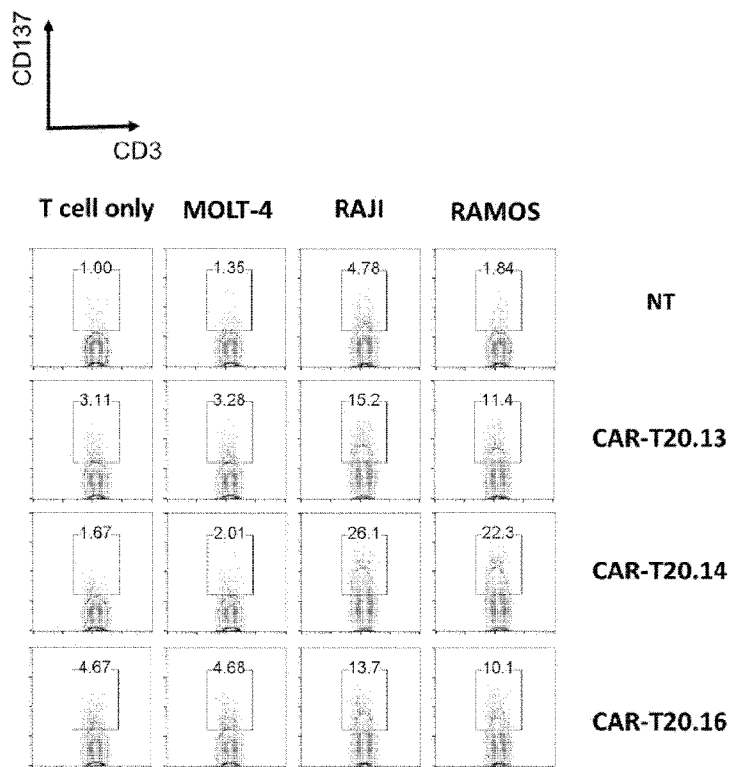 CD137
CD3
T cell only MOLT-4 RAJI RAMOS
1.00 1.35 4.78 1.84 NT
3.11 3.28 15.2 11.4 CAR-T20.13
1.67 2.01 26.1 22.3 CAR-T20.14
4.67 4.68 13.7 10.1 CAR-T20.16